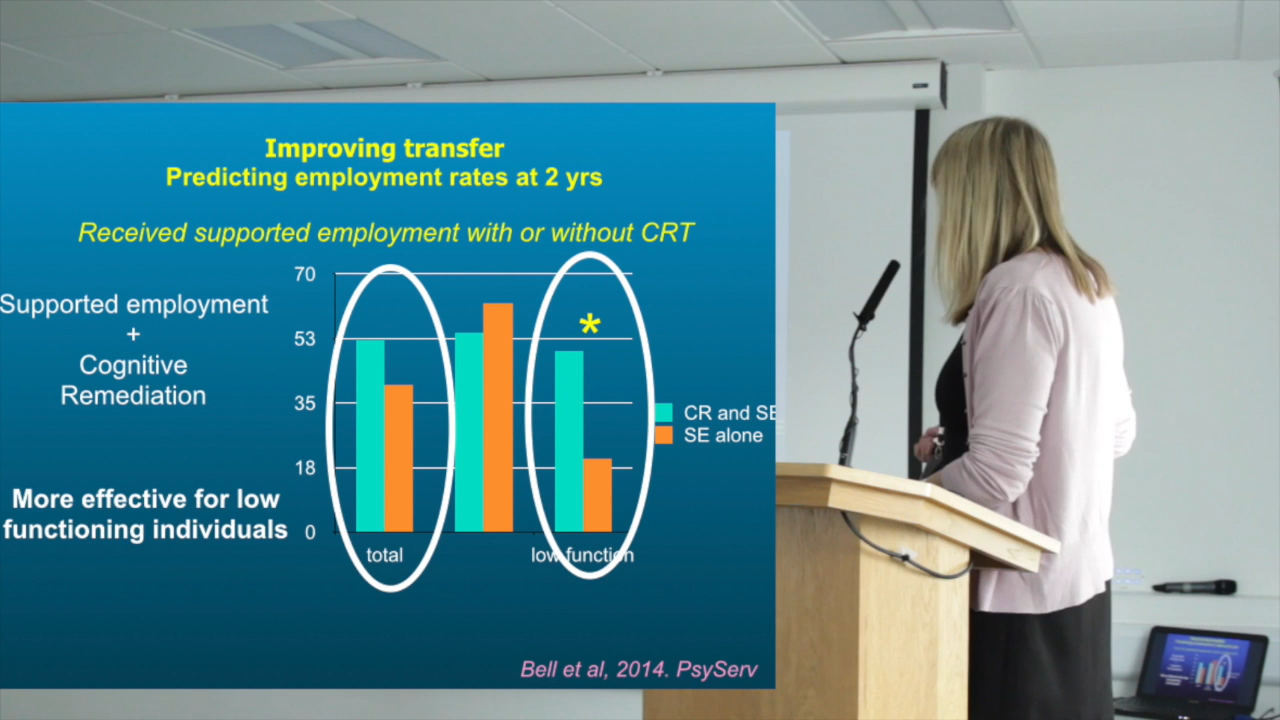 Improving transfer
Predicting employment rates at 2 yrs
Received supported employment with or without CRT
Supported employment
+
Cognitive
Remediation
More effective for low
functioning individuals
70
53
35
18
0
*
total
low function
CR and SE
SE alone
Bell et al, 2014. PsyServ